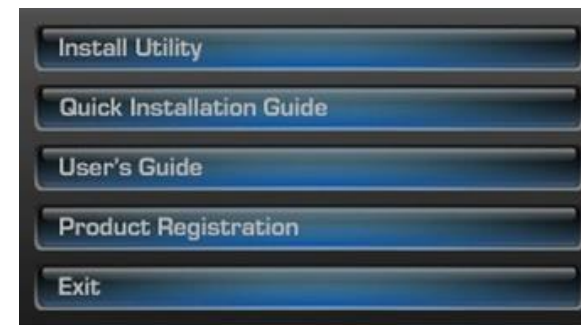 Install Utility
Quick Installation Guide
User's Guide
Product Registration
Exit